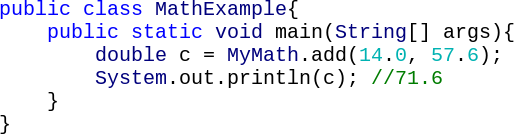 public class MathExample{
    public static void main(String[] args){
        double c = MyMath.add(14.0, 57.6);
        System.out.println(c); //71.6
    }
}